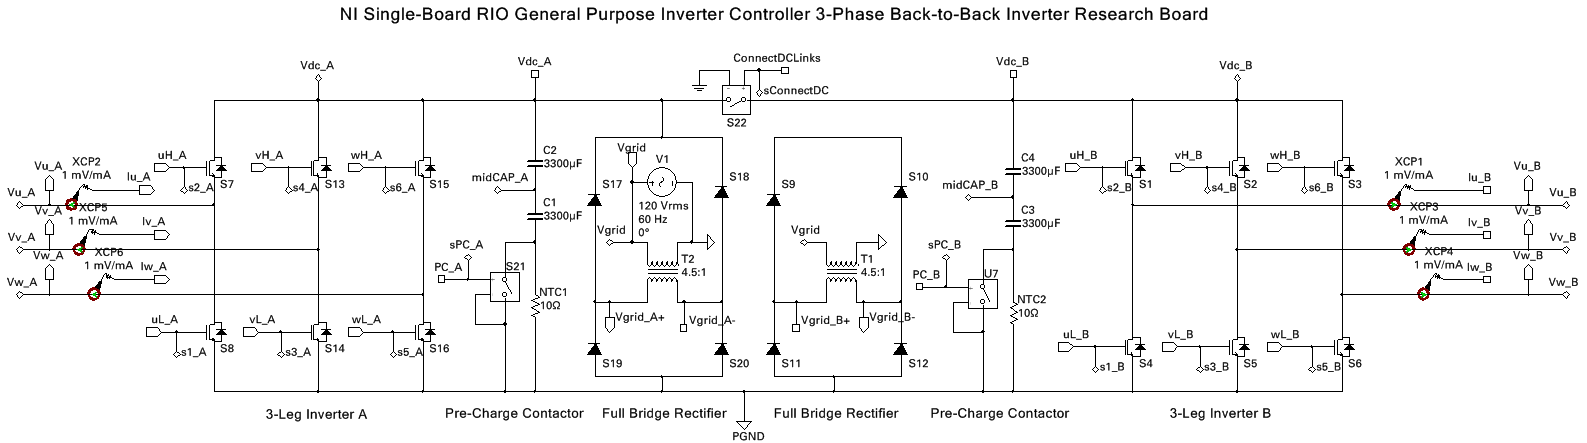 NI Single-Board RIO General Purpose Inverter Controller 3-Phase Back-to-Back Inverter Research Board
Vdc_A
Vdc_A
ConnectDCLinks
sConnectDC
S22
Vdc_B
Vdc_B
uH_A
vH_A
wH_A
s2_A
S7
s4_A
S13
s6_A
S15
XCP2
1 mV/mA
Vu_A
Vu_A
Iu_A
XCP5
1 mV/mA
Vv_A
Vv_A
Iv_A
XCP6
1 mV/mA
Vw_A
Vw_A
Iw_A
uL_A
vL_A
wL_A
s1_A
S8
s3_A
S14
s5_A
S16
C2
3300µF
midCAP_A
C1
3300µF
sPC_A
PC_A
S21
NTC1
10Ω
Vgrid
V1
S17
S18
120 Vrms
60 Hz
0°
Vgrid
T2
4.5:1
Vgrid_A+
Vgrid_A-
S19
S20
S9
S10
Vgrid
T1
4.5:1
Vgrid_B+
Vgrid_B-
S11
S12
C4
3300µF
midCAP_B
C3
3300µF
sPC_B
PC_B
U7
NTC2
10Ω
uH_B
vH_B
wH_B
s2_B
S1
s4_B
S2
s6_B
S3
XCP1
1 mV/mA
Iu_B
Vu_B
Vu_B
XCP3
1 mV/mA
Iv_B
Vv_B
Vv_B
XCP4
1 mV/mA
Iw_B
Vw_B
Vw_B
uL_B
vL_B
wL_B
s1_B
S4
s3_B
S5
s5_B
S6
3-Leg Inverter A
Pre-Charge Contactor
Full Bridge Rectifier
Full Bridge Rectifier
Pre-Charge Contactor
3-Leg Inverter B
PGND